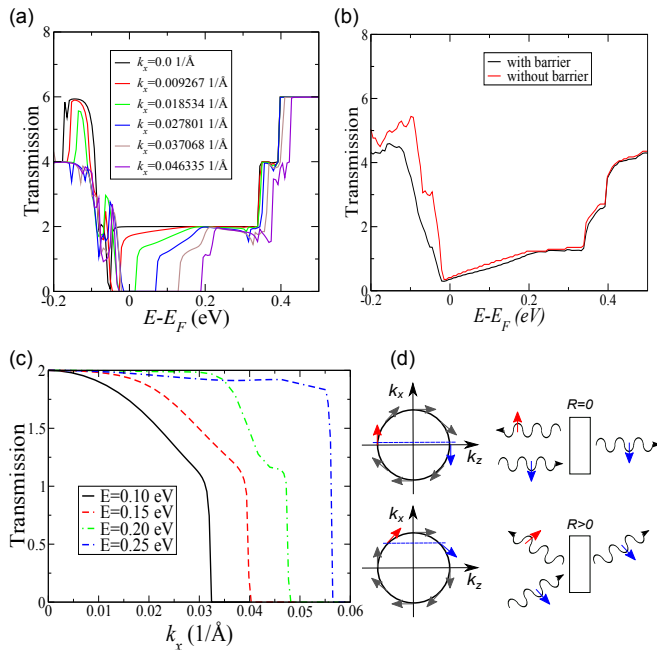 (a)
Transmission
8
6
4
2
0
-0.2
0
0.2
0.4
E-E_F (eV)
k_x=0.0 1/Å
k_x=0.009267 1/Å
k_x=0.018534 1/Å
k_x=0.027801 1/Å
k_x=0.037068 1/Å
k_x=0.046335 1/Å
(b)
Transmission
8
6
4
2
0
-0.2
0
0.2
0.4
E-E_F (eV)
with barrier
without barrier
(c)
Transmission
2
1.5
1
0.5
0
0.00
0.01
0.02
0.03
0.04
0.05
0.06
k_x (1/Å)
E=0.10 eV
E=0.15 eV
E=0.20 eV
E=0.25 eV
(d)
k_x
k_z
R=0
k_x
k_z
R>0